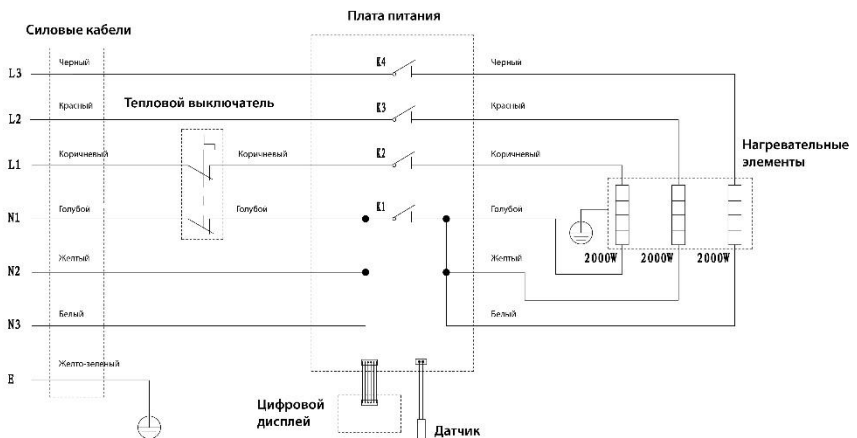 Плата питания
Силовые кабели
L3 Черный K4 Черный
Тепловой выключатель
L2 Красный K3 Красный
L1 Коричневый Коричневый K2 Коричневый
Нагревательные
элементы
N1 Голубой Голубой K1 Голубой
2000W 2000W 2000W
N2 Желтый Желтый
N3 Белый Белый
E Желто-зеленый
Цифровой
дисплей
Датчик